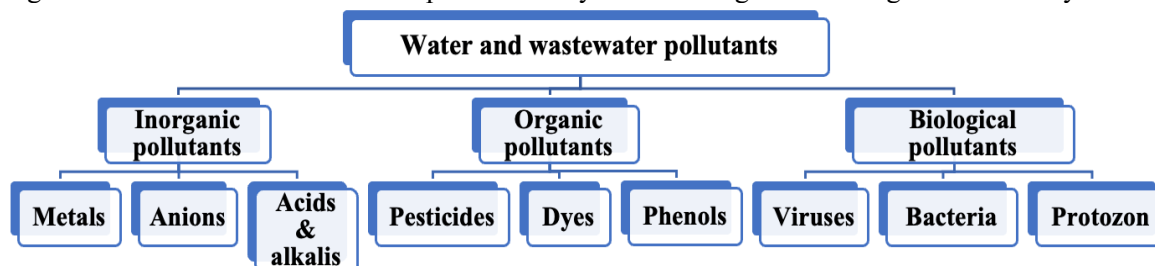 Water and wastewater pollutants
Inorganic
pollutants
Organic
pollutants
Biological
pollutants
Metals
Anions
Acids
&
alkalis
Pesticides
Dyes
Phenols
Viruses
Bacteria
Protozon